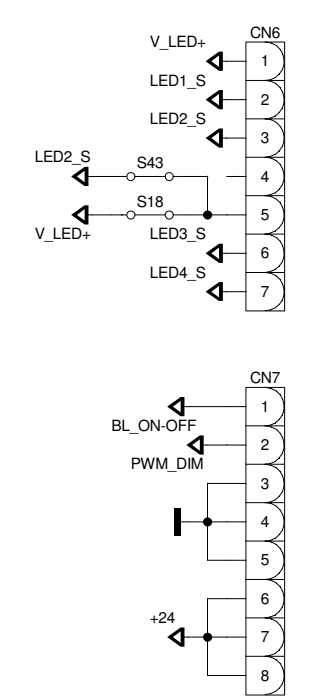 CN6
V_LED+
1
LED1_S
2
LED2_S
3
LED2_S
S43
4
S18
5
V_LED+
LED3_S
6
LED4_S
7
CN7
1
BL_ON-OFF
2
PWM_DIM
3
4
5
6
+24
7
8